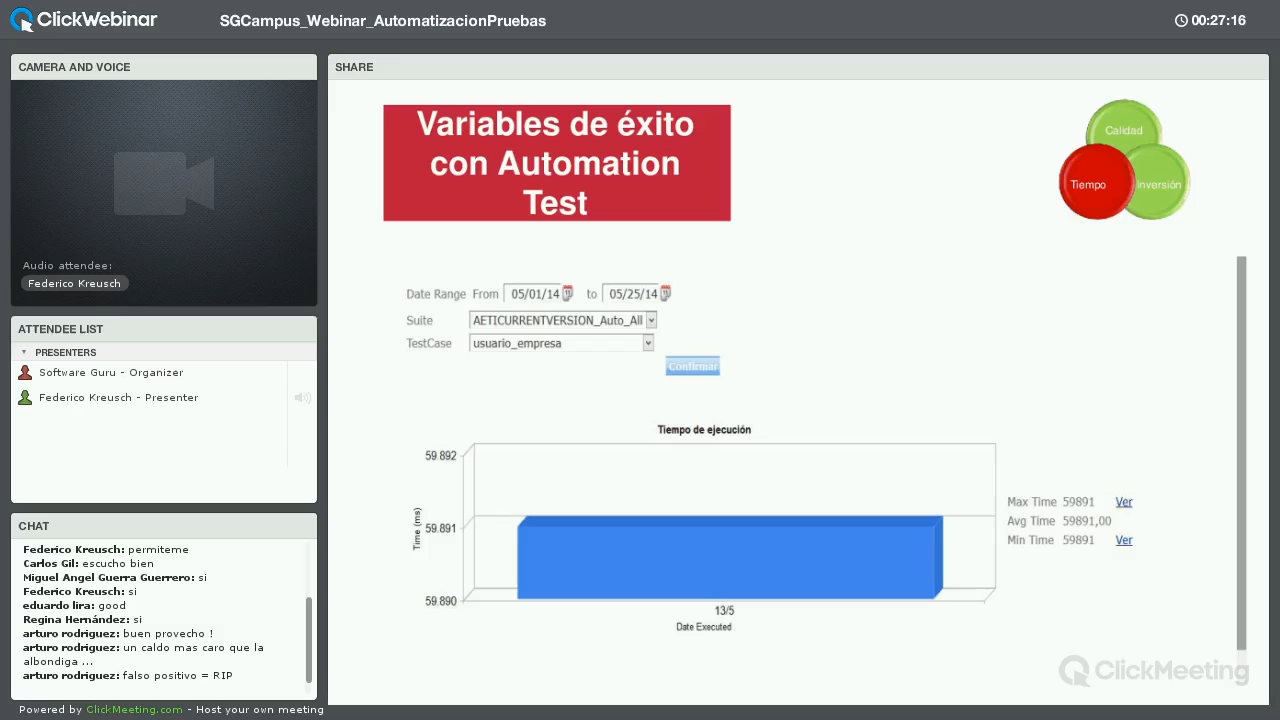 ClickWebinar
SGCampus_Webinar_AutomatizacionPruebas
00:27:16
CAMERA AND VOICE
Audio attendee:
Federico Kreusch
ATTENDEE LIST
PRESENTERS
Software Guru - Organizer
Federico Kreusch - Presenter
CHAT
Federico Kreusch: permiteme
Carlos Gil: escucho bien
Miguel Angel Guerra Guerrero: si
Federico Kreusch: si
eduardo lira: good
Regina Hernández: si
arturo rodriguez: buen provecho !
arturo rodriguez: un caldo mas caro que la
albondiga ...
arturo rodriguez: falso positivo = RIP
Powered by ClickMeeting.com - Host your own meeting
SHARE
Variables de éxito
con Automation
Test
Calidad
Tiempo
Inversión
Date Range From 05/01/14 to 05/25/14
Suite AETICURRENTVERSION_Auto_All
TestCase usuario_empresa
Confirmar
Tiempo de ejecución
59.892
59.891
59.890
Time (ms)
13/5
Date Executed
Max Time 59891 Ver
Avg Time 59891,00
Min Time 59891 Ver
ClickMeeting